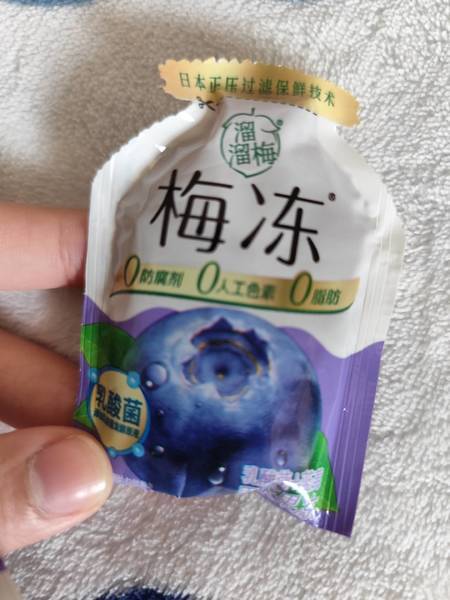 日本正压过滤保鲜技术
溜
溜梅
梅冻
0防腐剂 0人工色素 0脂肪
乳酸菌